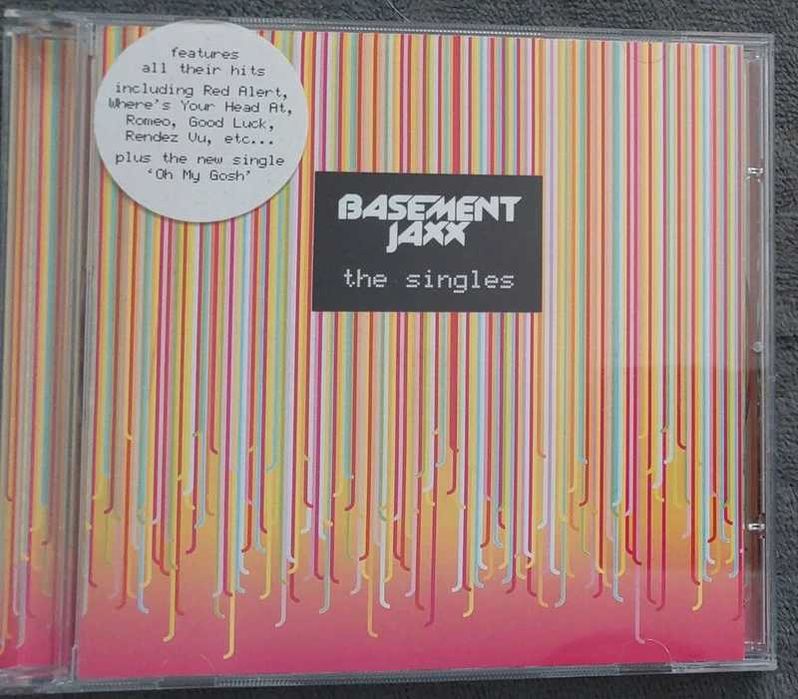 features
all their hits
including Red Alert,
Where's Your Head At,
Romeo, Good Luck,
Rendez Vu, etc...
plus the new single
'Oh My Gosh'
BASEMENT
JAXX
the singles